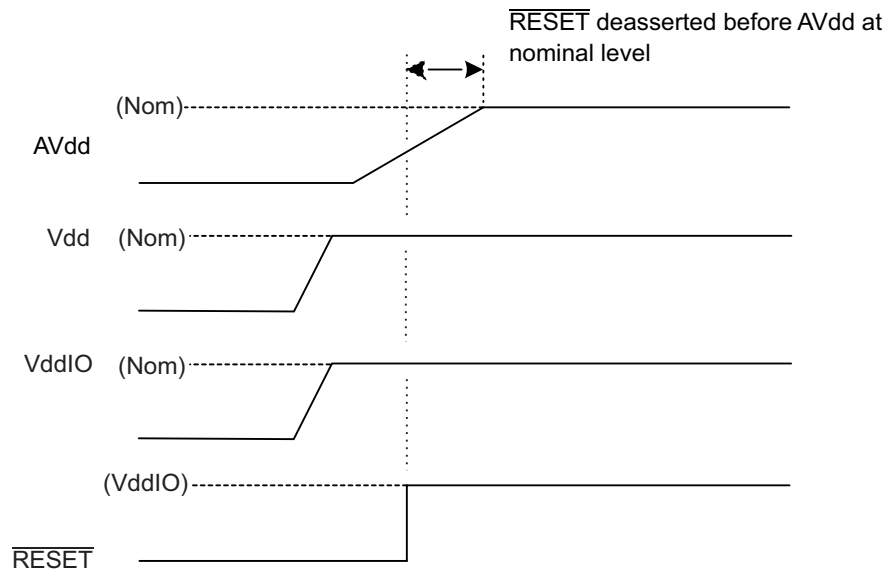 RESET deasserted before AVdd at
nominal level
(Nom)
AVdd
Vdd (Nom)
VddIO (Nom)
(VddIO)
RESET